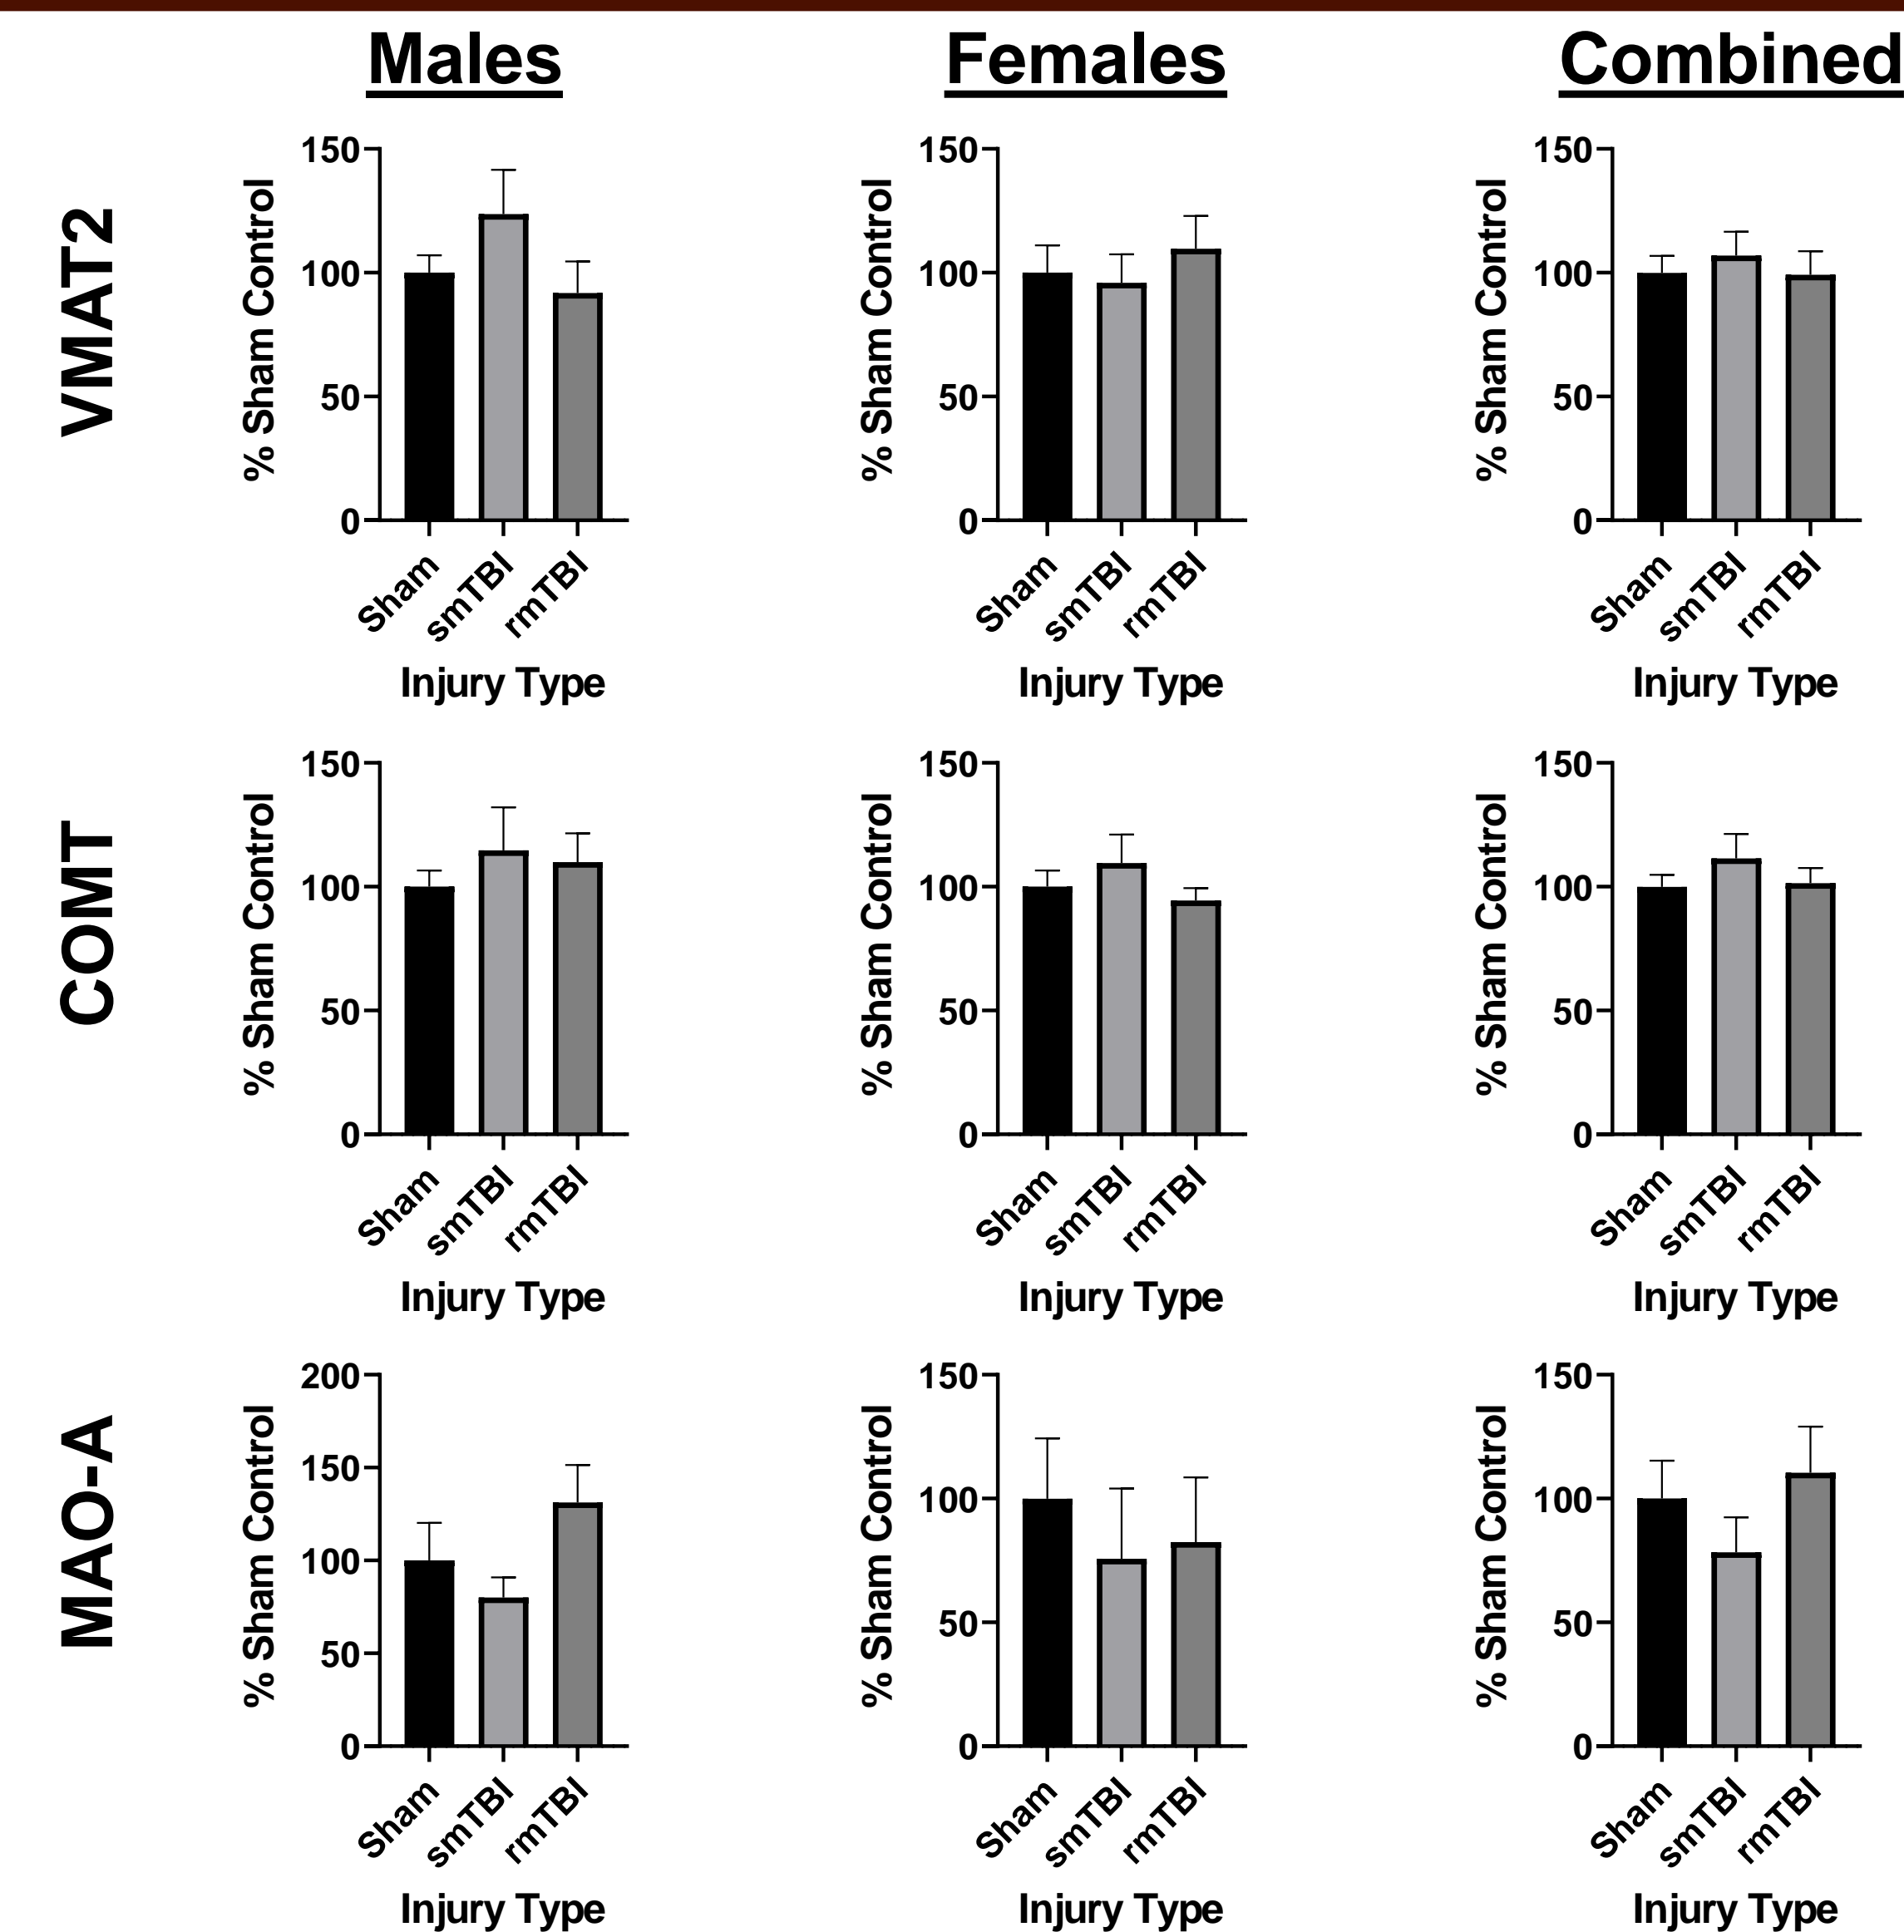 Males
Females
Combined
VMAT2
% Sham Control
150
100
50
0
Sham
smTBI
rmTBI
Injury Type
% Sham Control
150
100
50
0
Sham
smTBI
rmTBI
Injury Type
% Sham Control
150
100
50
0
Sham
smTBI
rmTBI
Injury Type
COMT
% Sham Control
150
100
50
0
Sham
smTBI
rmTBI
Injury Type
% Sham Control
150
100
50
0
Sham
smTBI
rmTBI
Injury Type
% Sham Control
150
100
50
0
Sham
smTBI
rmTBI
Injury Type
MAO-A
% Sham Control
200
150
100
50
0
Sham
smTBI
rmTBI
Injury Type
% Sham Control
150
100
50
0
Sham
smTBI
rmTBI
Injury Type
% Sham Control
150
100
50
0
Sham
smTBI
rmTBI
Injury Type